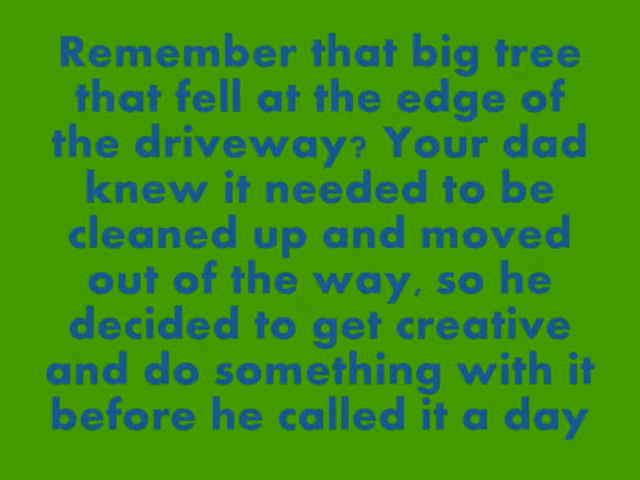 Remember that big tree
that fell at the edge of
the driveway? Your dad
knew it needed to be
cleaned up and moved
out of the way, so he
decided to get creative
and do something with it
before he called it a day